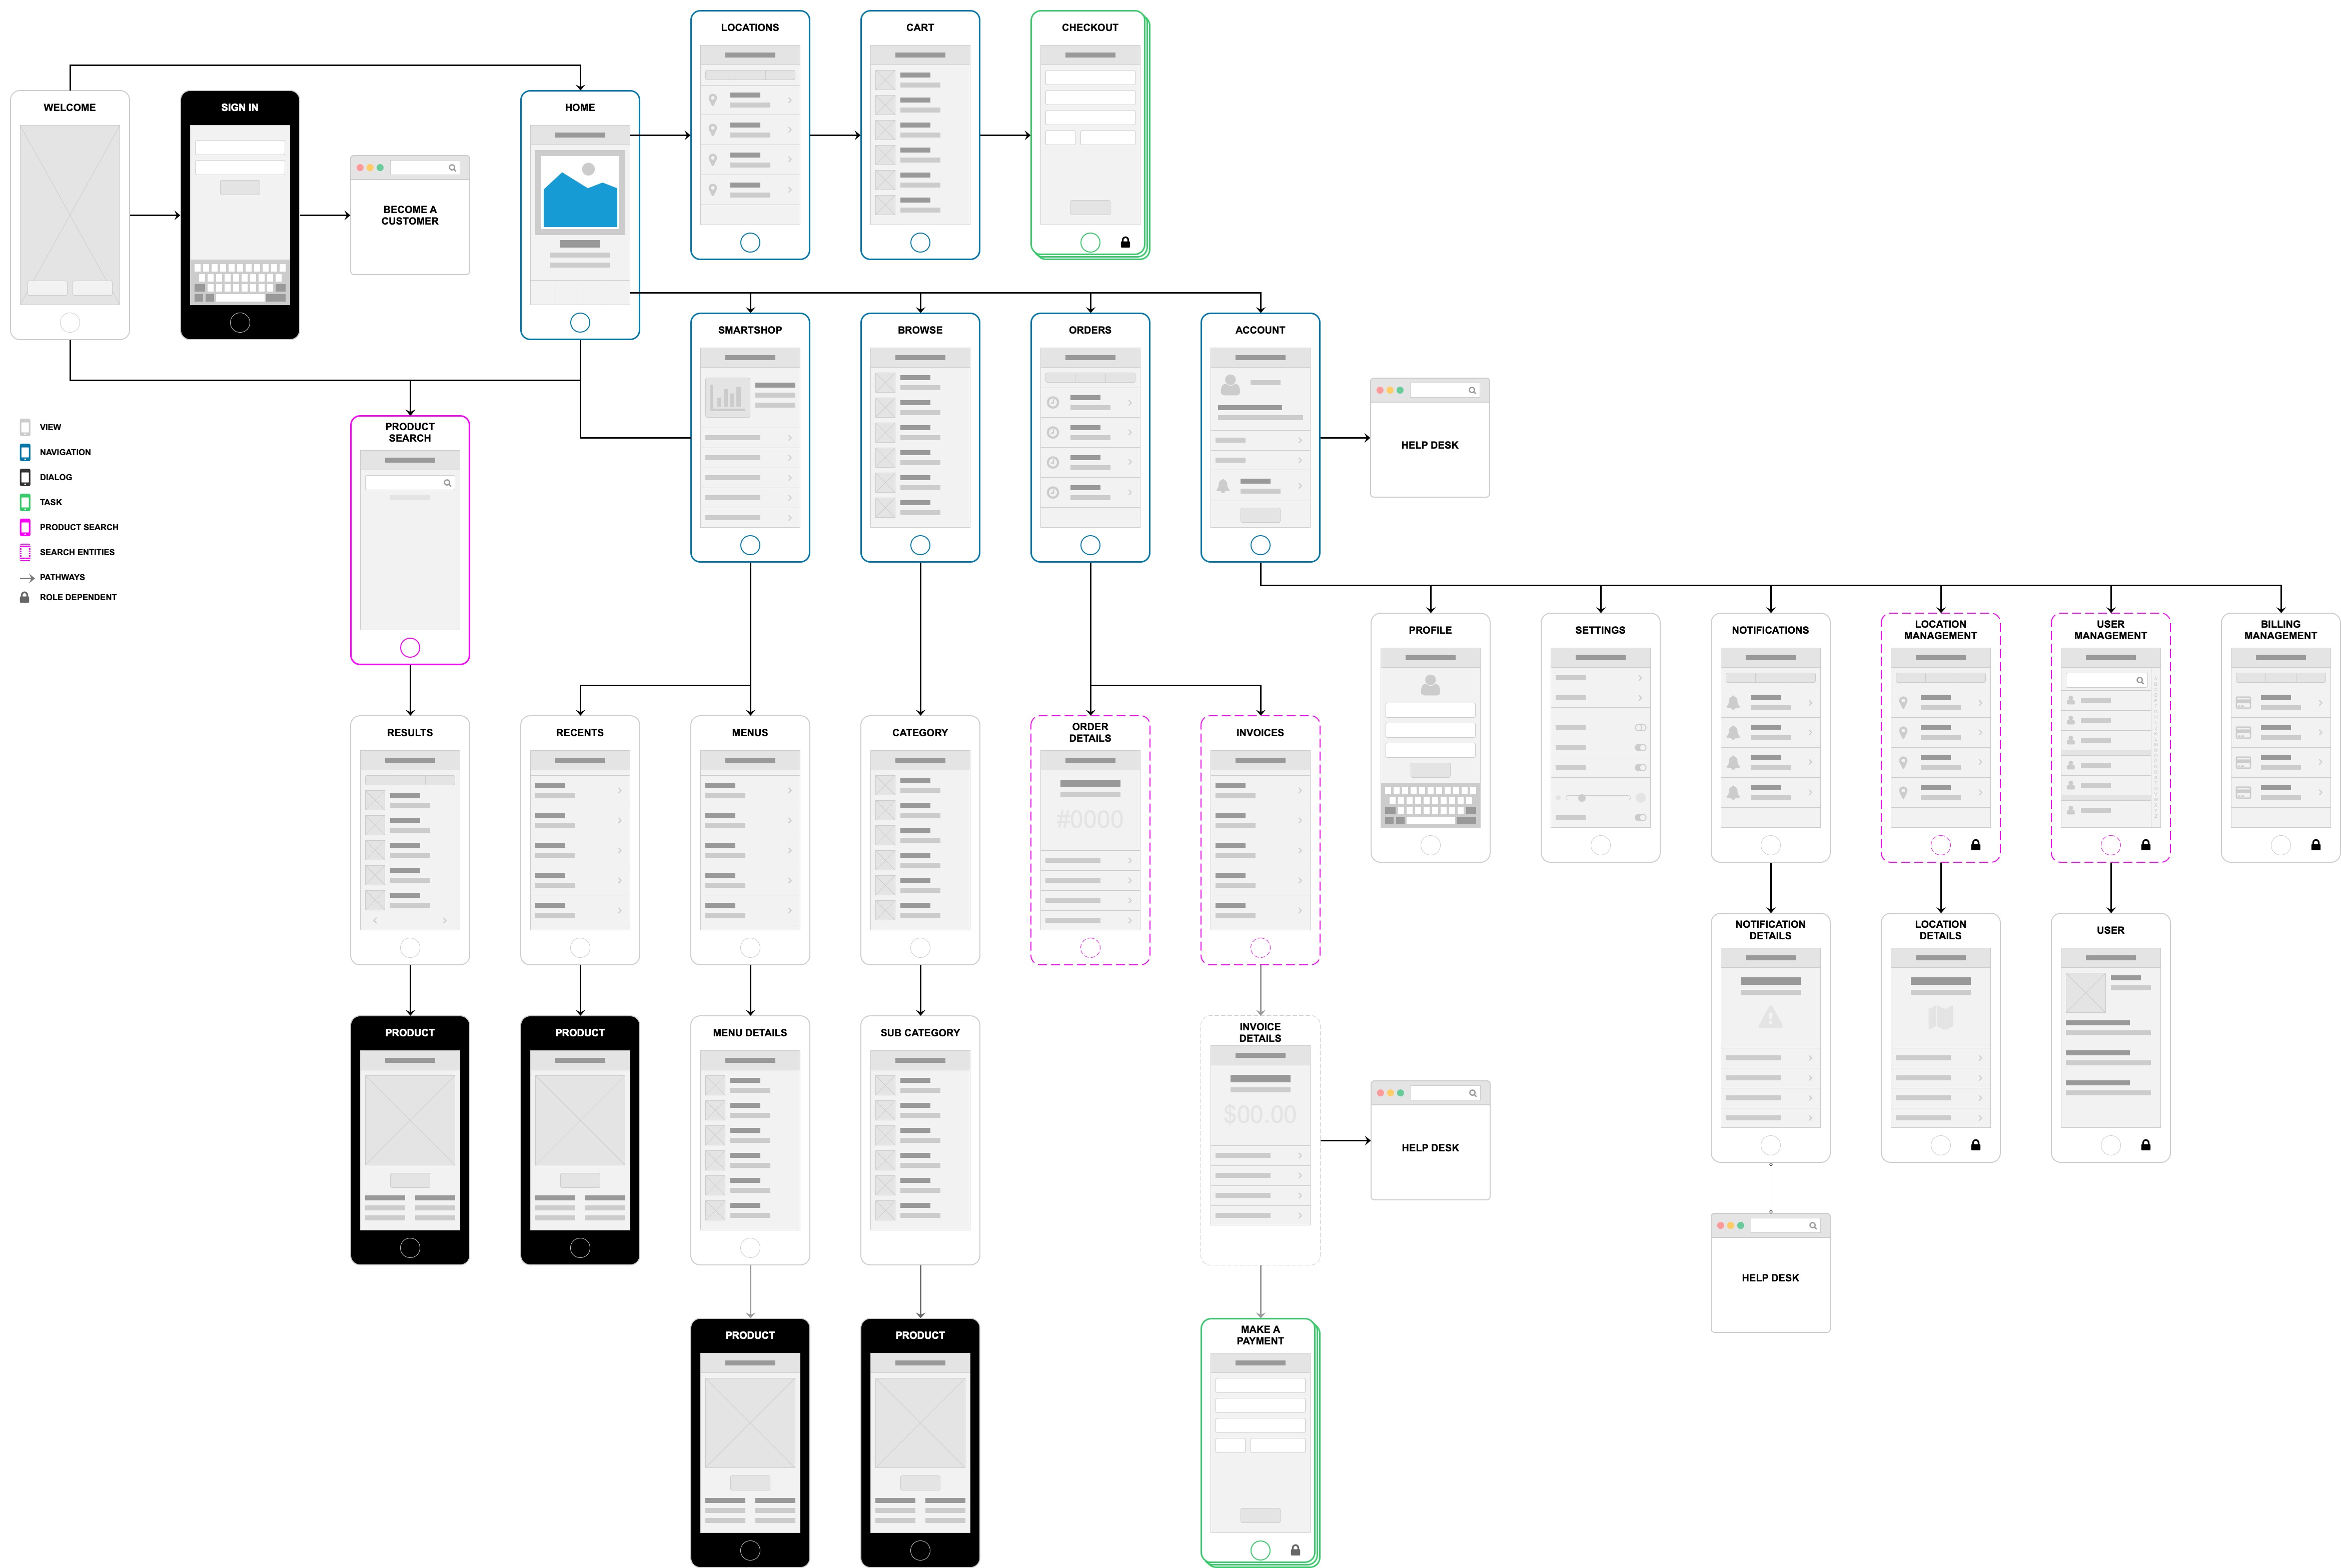 LOCATIONS
CART
CHECKOUT
WELCOME
SIGN IN
HOME
BECOME A
CUSTOMER
SMARTSHOP
BROWSE
ORDERS
ACCOUNT
HELP DESK
PRODUCT
SEARCH
VIEW
NAVIGATION
DIALOG
TASK
PRODUCT SEARCH
SEARCH ENTITIES
PATHWAYS
ROLE DEPENDENT
PROFILE
SETTINGS
NOTIFICATIONS
LOCATION
MANAGEMENT
USER
MANAGEMENT
BILLING
MANAGEMENT
RESULTS
RECENTS
MENUS
CATEGORY
ORDER
DETAILS
#0000
INVOICES
NOTIFICATION
DETAILS
LOCATION
DETAILS
USER
PRODUCT
PRODUCT
MENU DETAILS
SUB CATEGORY
INVOICE
DETAILS
$00.00
HELP DESK
HELP DESK
PRODUCT
PRODUCT
MAKE A
PAYMENT